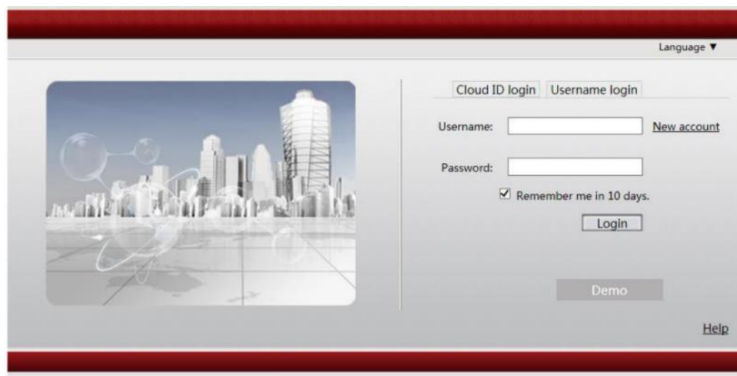 Language ▼
Cloud ID login Username login
Username: New account
Password:
Remember me in 10 days.
Login
Demo
Help